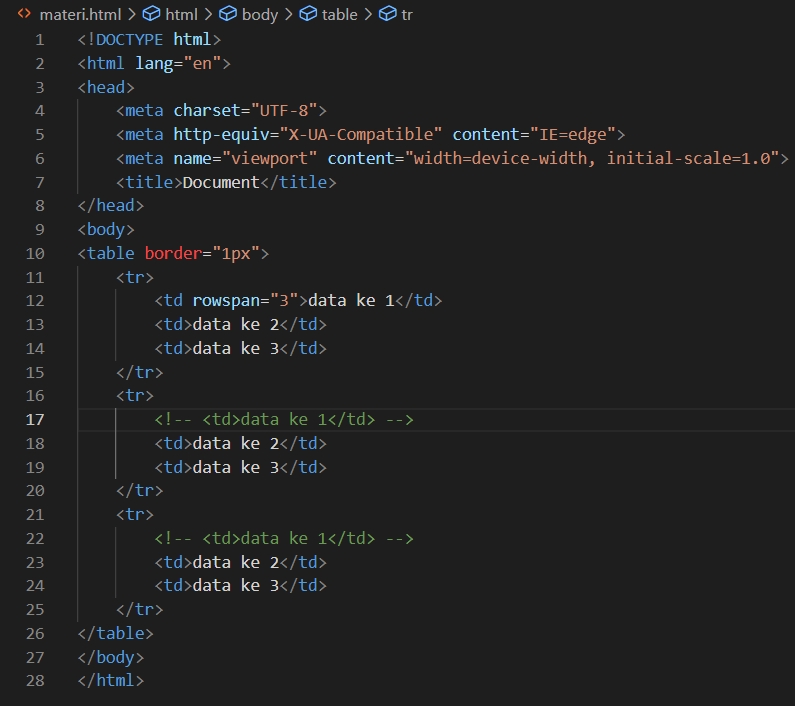 <> materi.html > html > body > table > tr
1 <!DOCTYPE html>
2 <html lang="en">
3 <head>
4     <meta charset="UTF-8">
5     <meta http-equiv="X-UA-Compatible" content="IE=edge">
6     <meta name="viewport" content="width=device-width, initial-scale=1.0">
7     <title>Document</title>
8 </head>
9 <body>
10 <table border="1px">
11     <tr>
12         <td rowspan="3">data ke 1</td>
13         <td>data ke 2</td>
14         <td>data ke 3</td>
15     </tr>
16     <tr>
17         <!-- <td>data ke 1</td> -->
18         <td>data ke 2</td>
19         <td>data ke 3</td>
20     </tr>
21     <tr>
22         <!-- <td>data ke 1</td> -->
23         <td>data ke 2</td>
24         <td>data ke 3</td>
25     </tr>
26 </table>
27 </body>
28 </html>